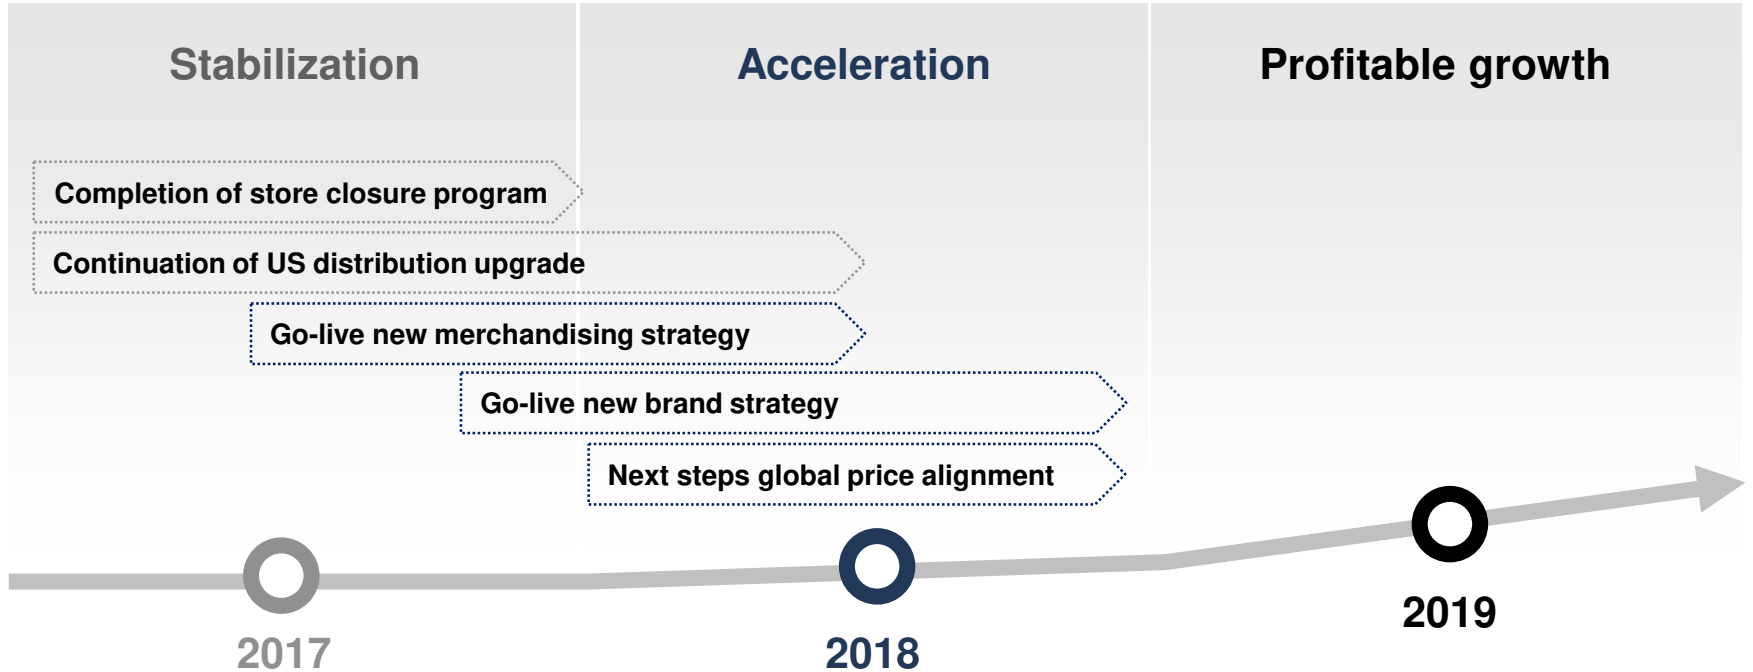 Stabilization
Acceleration
Profitable growth
Completion of store closure program
Continuation of US distribution upgrade
Go-live new merchandising strategy
Go-live new brand strategy
Next steps global price alignment
2017
2018
2019